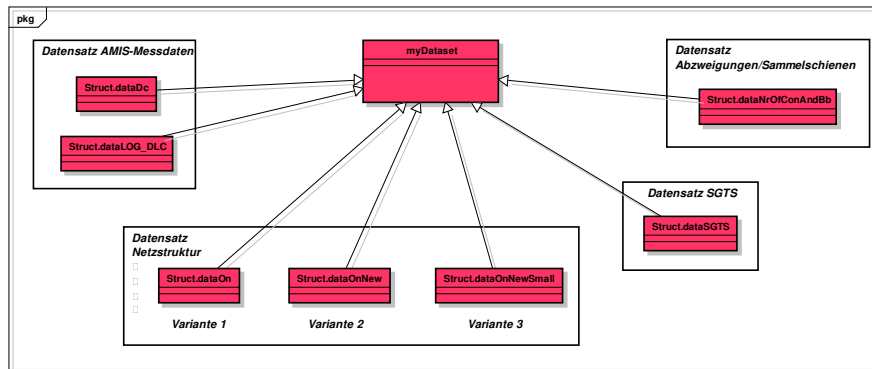 pkg
Datensatz AMIS-Messdaten
Struct.dataDc
Struct.dataLOG_DLC
myDataset
Datensatz
Abzweigungen/Sammelschienen
Struct.dataNrOfConAndBb
Datensatz SGTS
Struct.dataSGTS
Datensatz
Netzstruktur
Struct.dataOn
Struct.dataOnNew
Struct.dataOnNewSmall
Variante 1
Variante 2
Variante 3